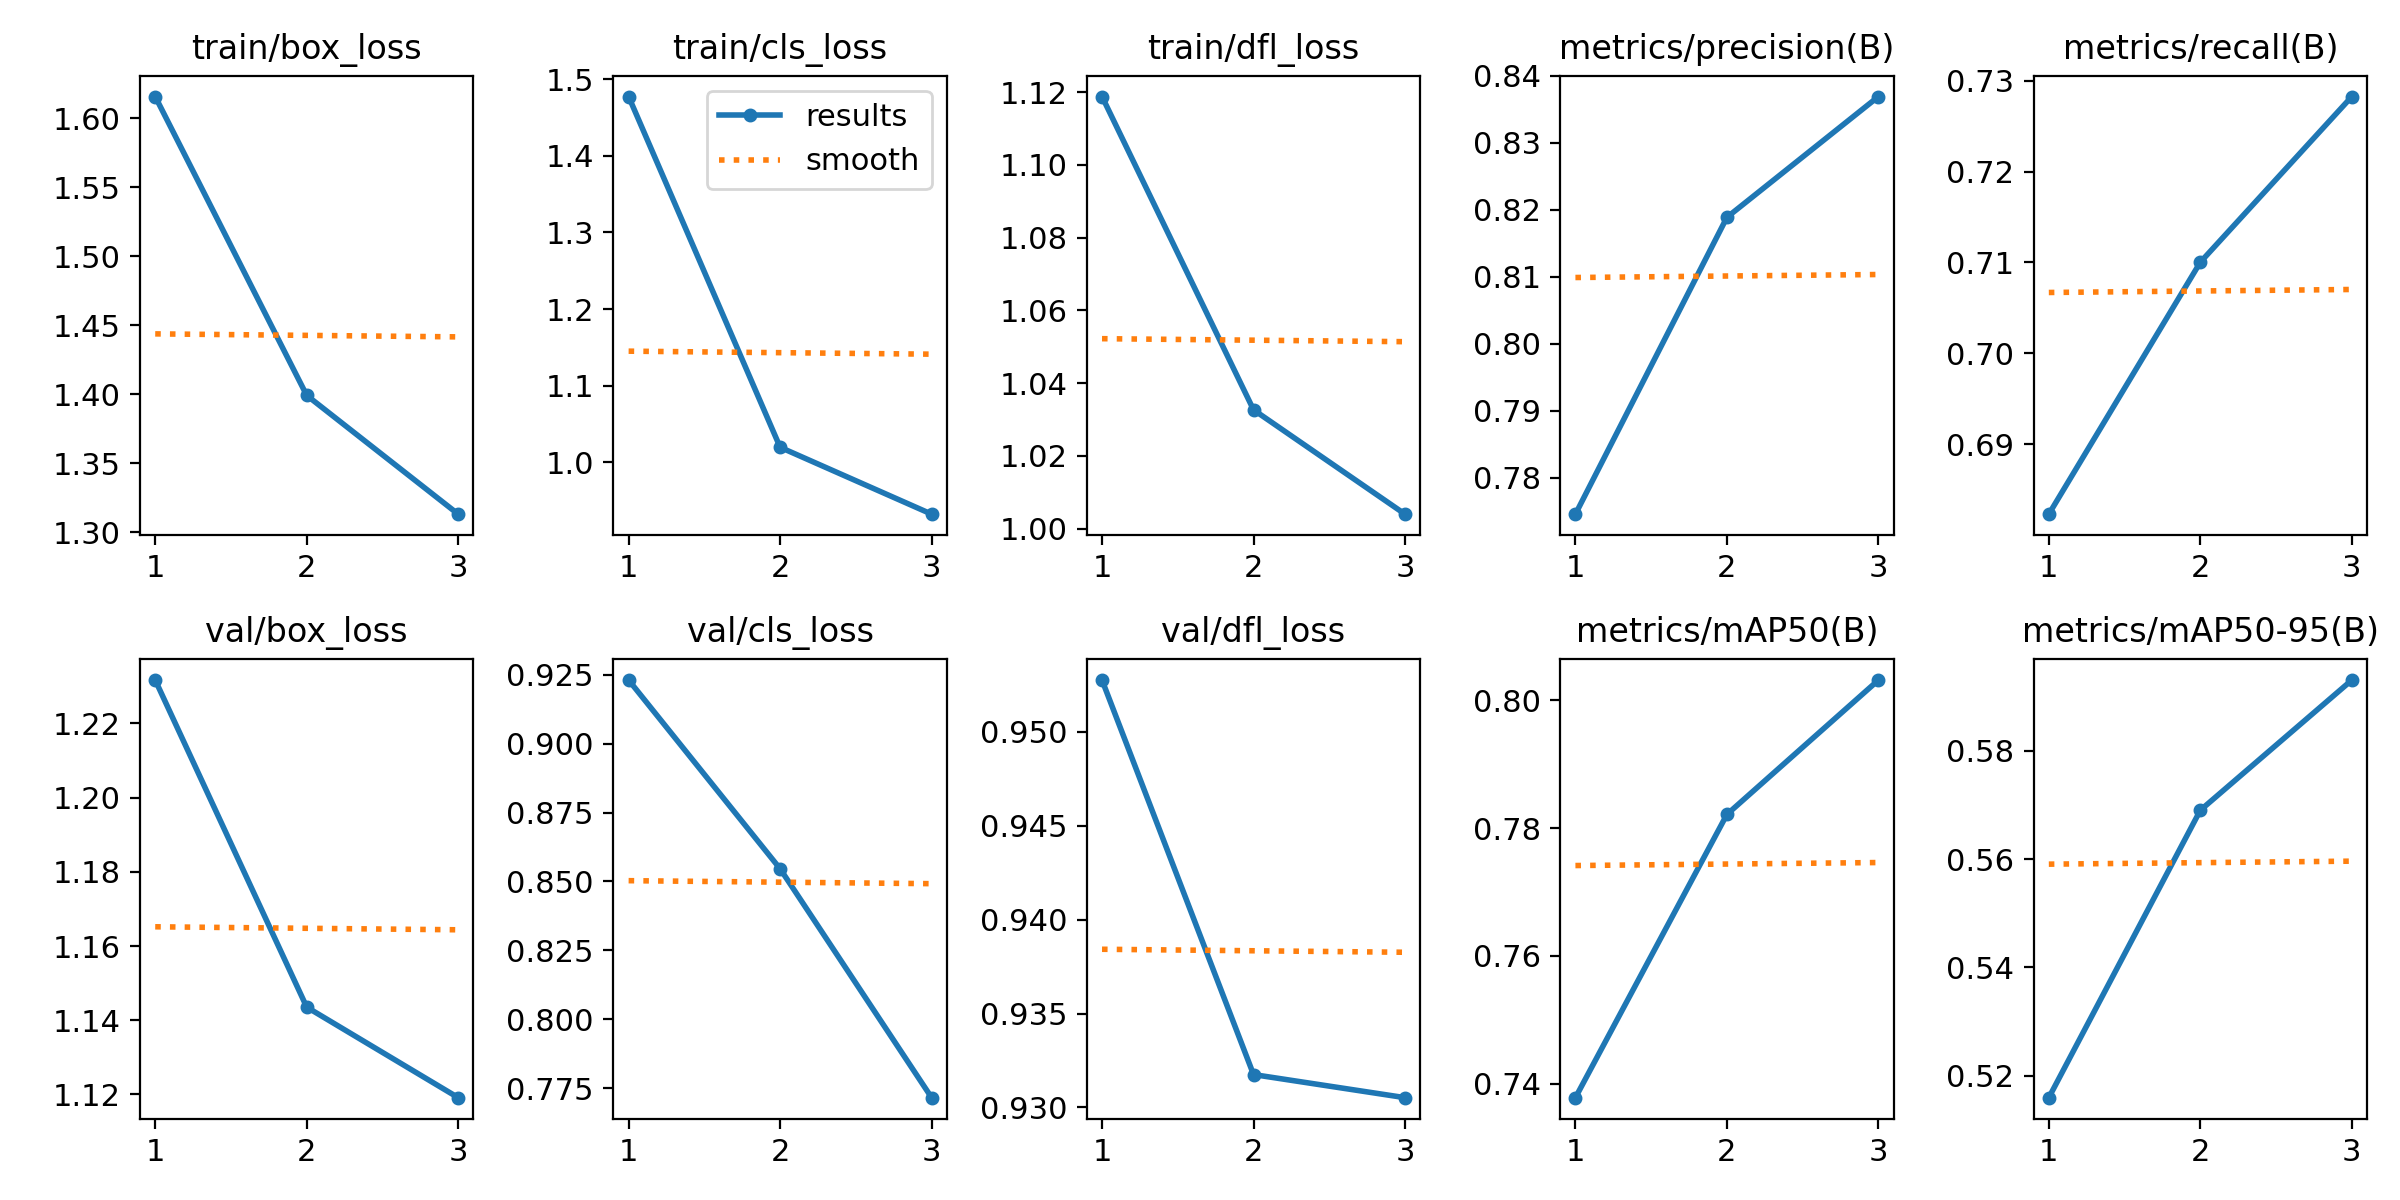 train/box_loss
1.60
1.55
1.50
1.45
1.40
1.35
1.30
1 2 3
train/cls_loss
results
smooth
1.5
1.4
1.3
1.2
1.1
1.0
1 2 3
train/dfl_loss
1.12
1.10
1.08
1.06
1.04
1.02
1.00
1 2 3
metrics/precision(B)
0.84
0.83
0.82
0.81
0.80
0.79
0.78
1 2 3
metrics/recall(B)
0.73
0.72
0.71
0.70
0.69
1 2 3
val/box_loss
1.22
1.20
1.18
1.16
1.14
1.12
1 2 3
val/cls_loss
0.925
0.900
0.875
0.850
0.825
0.800
0.775
1 2 3
val/dfl_loss
0.950
0.945
0.940
0.935
0.930
1 2 3
metrics/mAP50(B)
0.80
0.78
0.76
0.74
1 2 3
metrics/mAP50-95(B)
0.58
0.56
0.54
0.52
1 2 3